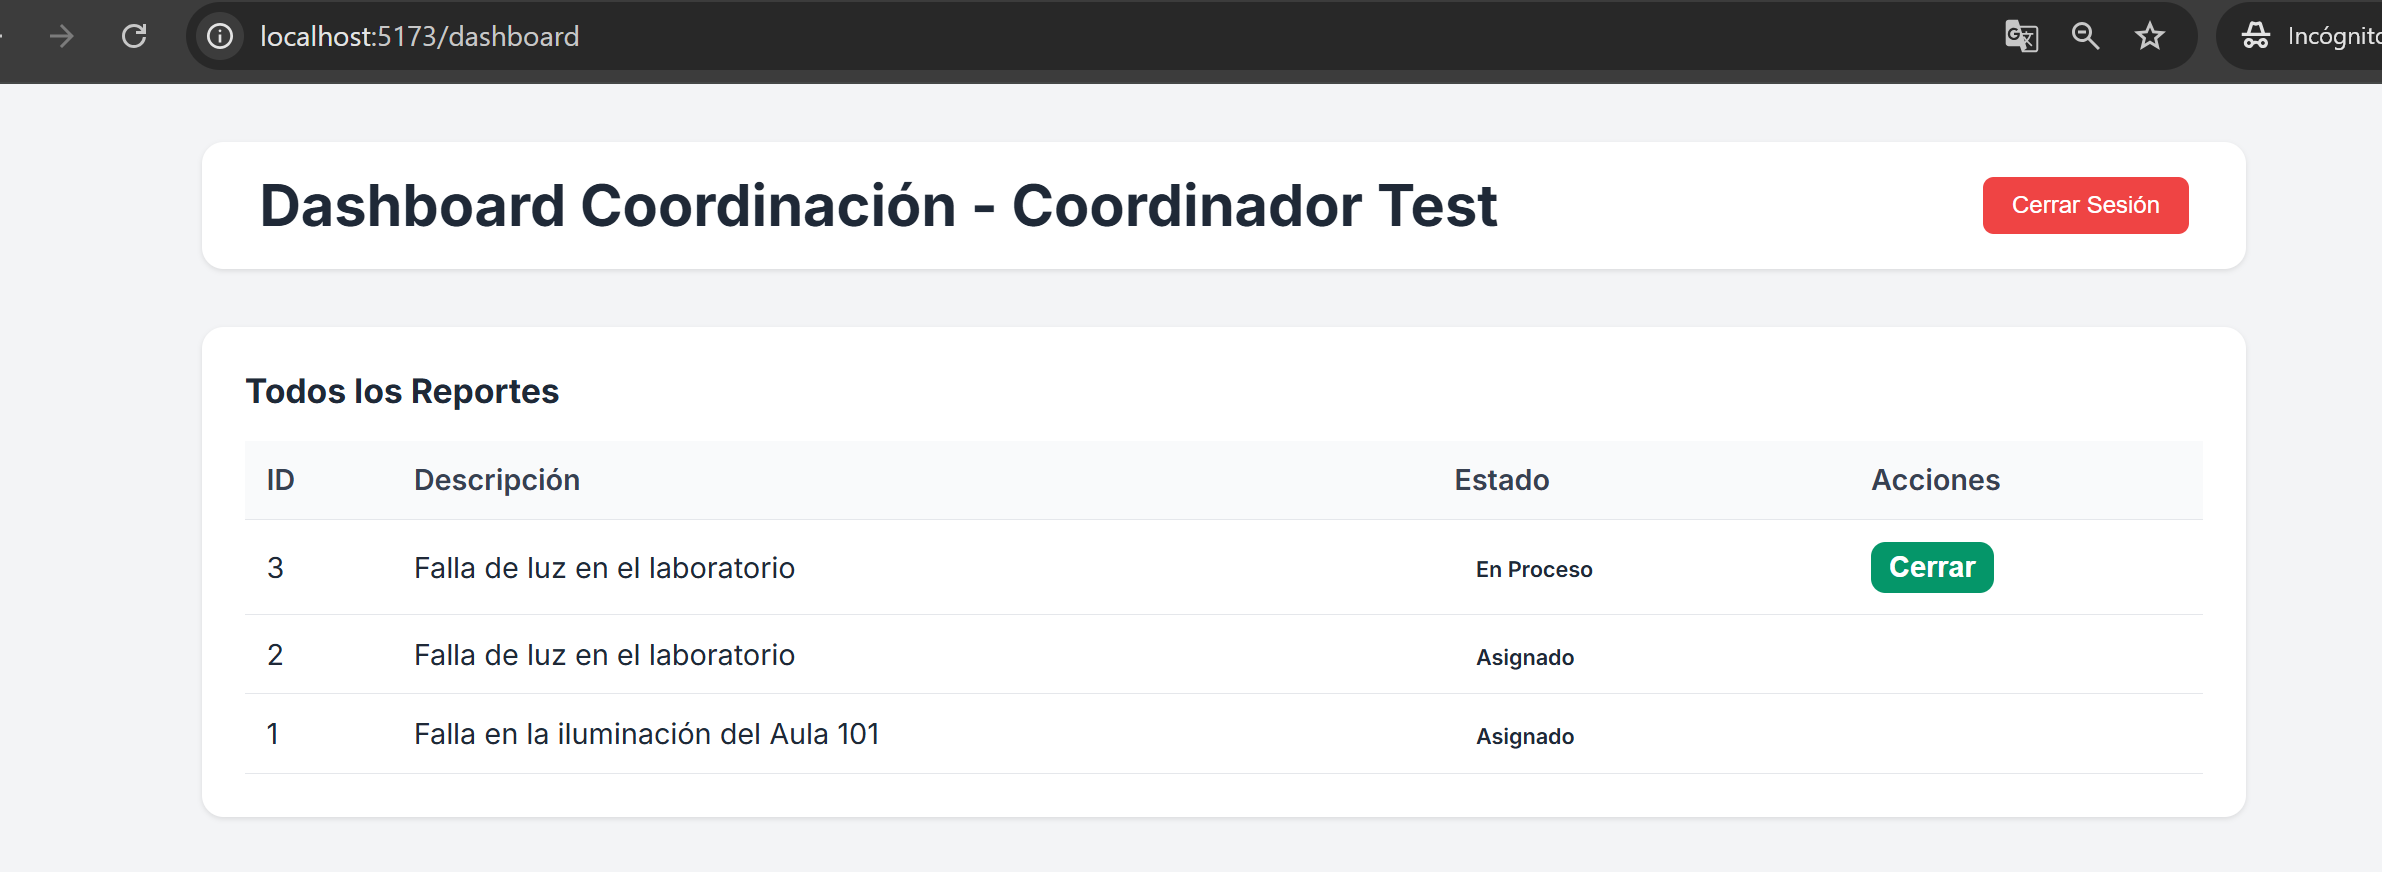 localhost:5173/dashboard
Dashboard Coordinación - Coordinador Test
Cerrar Sesión
Todos los Reportes
ID Descripción Estado Acciones
3 Falla de luz en el laboratorio En Proceso Cerrar
2 Falla de luz en el laboratorio Asignado
1 Falla en la iluminación del Aula 101 Asignado